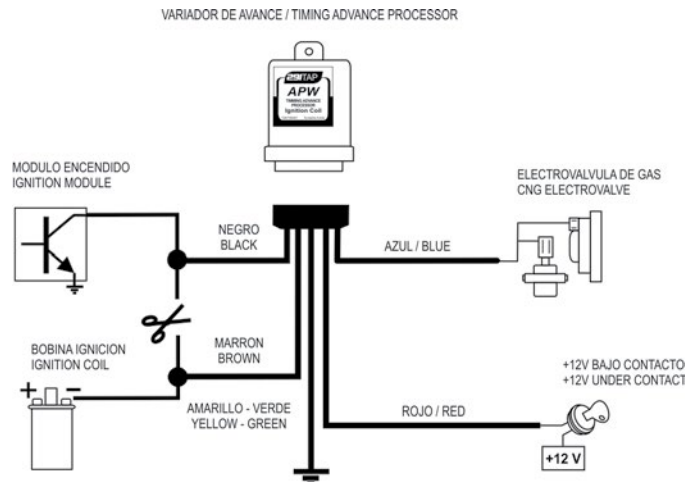 VARIADOR DE AVANCE / TIMING ADVANCE PROCESSOR
TAP
APW
TIMING ADVANCE
PROCESSOR
Ignition Coil
MODULO ENCENDIDO
IGNITION MODULE
ELECTROVALVULA DE GAS
CNG ELECTROVALVE
NEGRO
BLACK
AZUL / BLUE
BOBINA IGNICION
IGNITION COIL
MARRON
BROWN
+12V BAJO CONTACTO
+12V UNDER CONTACT
+ -
AMARILLO - VERDE
YELLOW - GREEN
ROJO / RED
+12 V